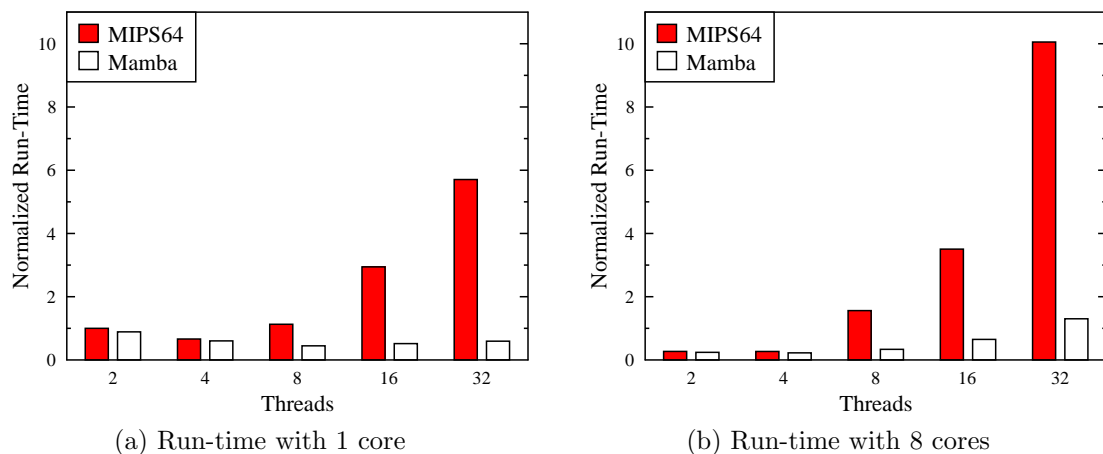 MIPS64
Mamba
Normalized Run-Time
10
8
6
4
2
0
2 4 8 16 32
Threads
(a) Run-time with 1 core
MIPS64
Mamba
Normalized Run-Time
10
8
6
4
2
0
2 4 8 16 32
Threads
(b) Run-time with 8 cores